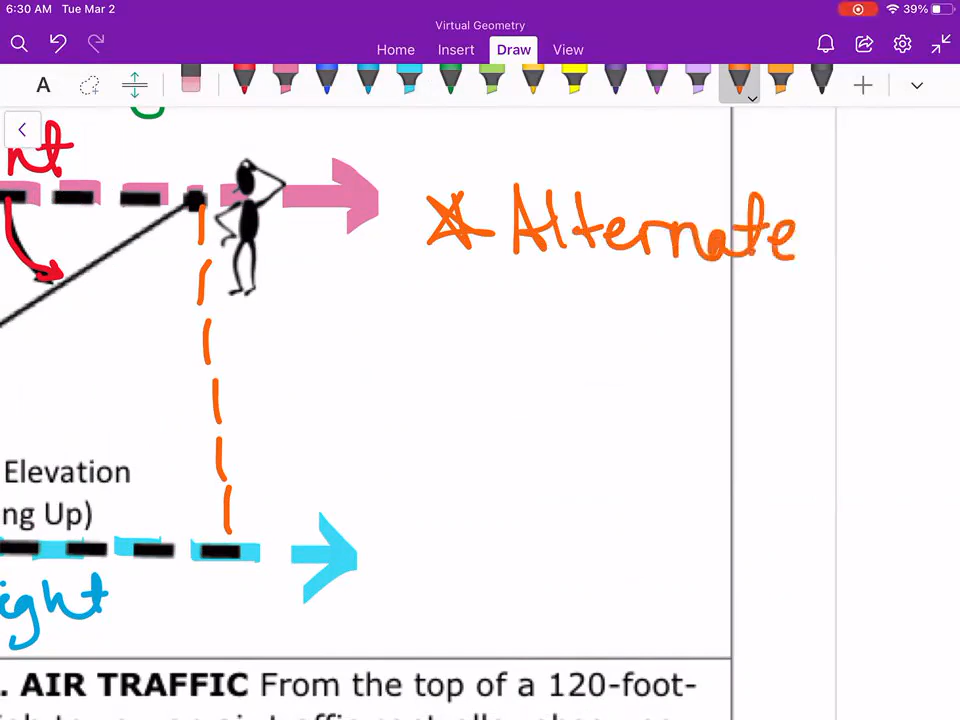 6:30 AM Tue Mar 2
39%
Virtual Geometry
Home Insert Draw View
A
Alternate
Elevation
ng Up)
ight
. AIR TRAFFIC From the top of a 120-foot-